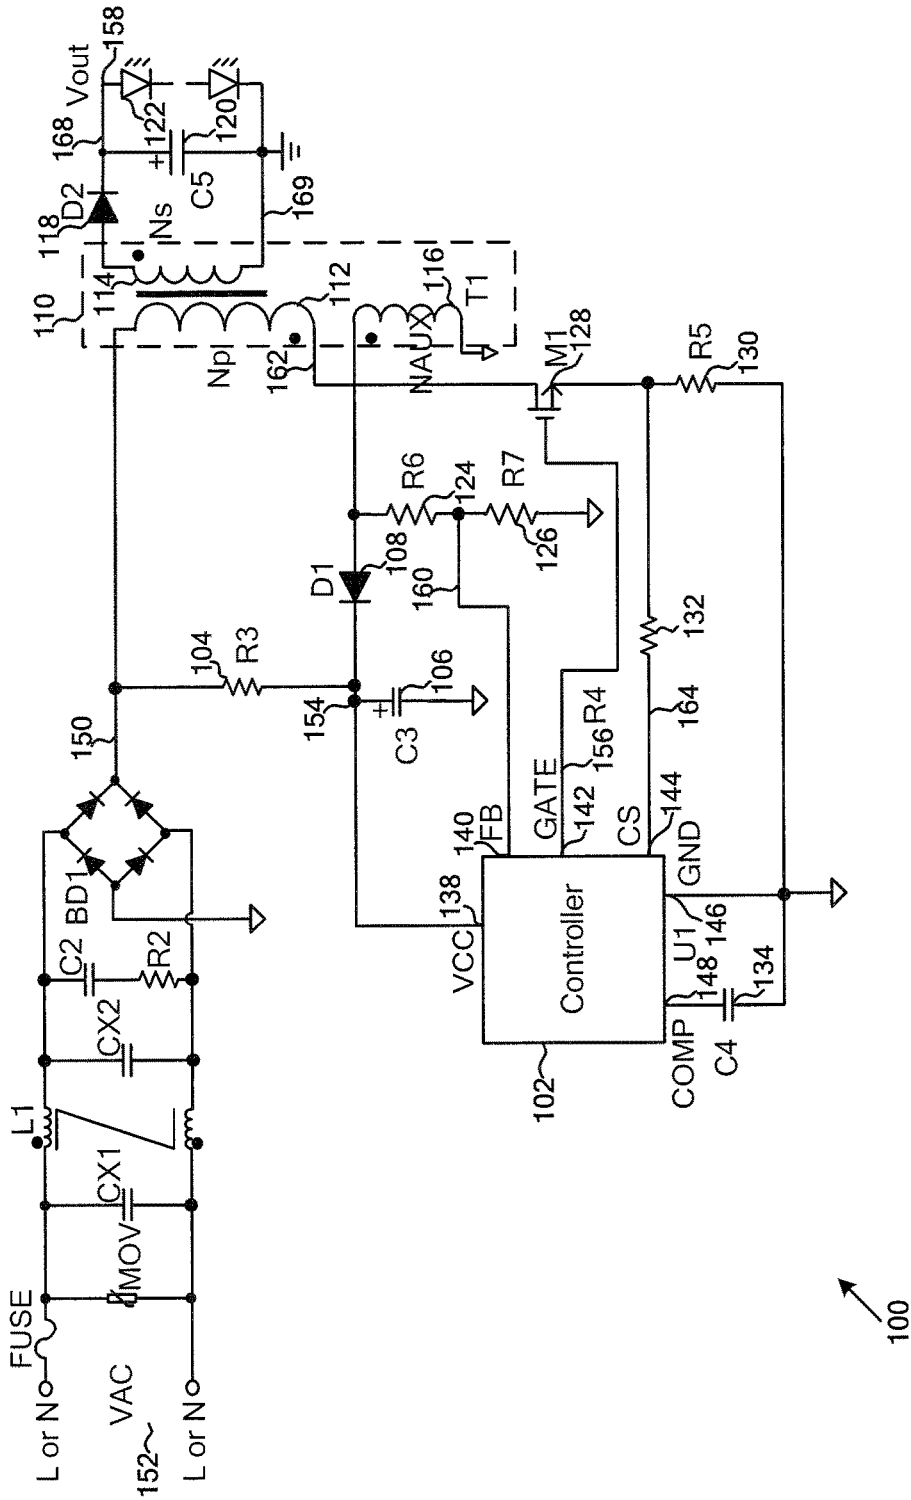 100
L or N
L or N
VAC
152
FUSE
MOV
CX1
L1
CX2
C2
R2
BD1
150
104
R3
154
C3
106
D1
108
R6
124
R7
126
160
110
Np
112
114
Ns
162
NAUX
116
T1
118
D2
168
Vout
158
122
120
C5
169
M1
128
R5
130
132
164
R4
156
GATE
142
140
FB
CS
144
GND
146
138
VCC
Controller
102
U1
148
COMP
C4
134
+
+